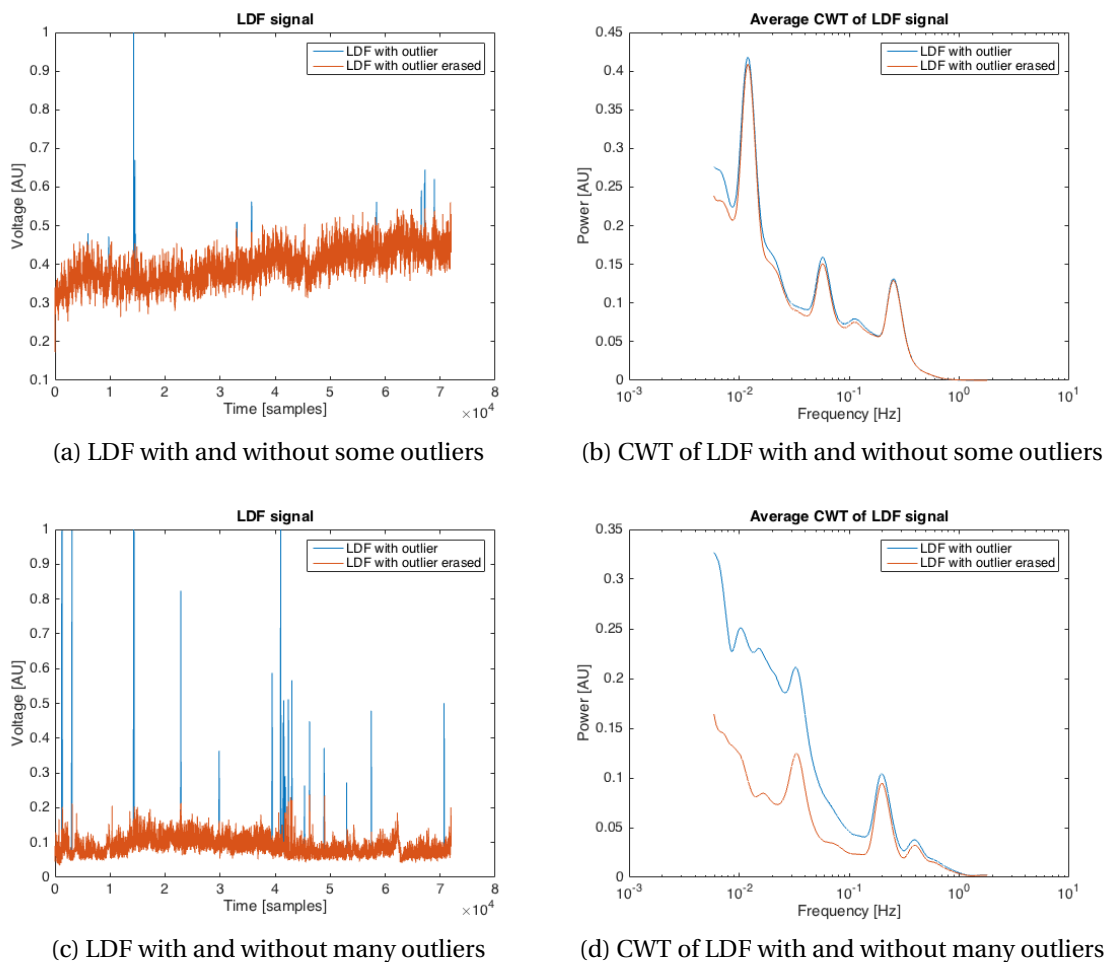 LDF signal
LDF with outlier
LDF with outlier erased
Voltage [AU]
1
0.9
0.8
0.7
0.6
0.5
0.4
0.3
0.2
0.1
0 1 2 3 4 5 6 7 8
Time [samples]
×10^4
(a) LDF with and without some outliers
Average CWT of LDF signal
LDF with outlier
LDF with outlier erased
Power [AU]
0.45
0.4
0.35
0.3
0.25
0.2
0.15
0.1
0.05
0
10^-3 10^-2 10^-1 10^0 10^1
Frequency [Hz]
(b) CWT of LDF with and without some outliers
LDF signal
LDF with outlier
LDF with outlier erased
Voltage [AU]
1
0.9
0.8
0.7
0.6
0.5
0.4
0.3
0.2
0.1
0
0 1 2 3 4 5 6 7 8
Time [samples]
×10^4
(c) LDF with and without many outliers
Average CWT of LDF signal
LDF with outlier
LDF with outlier erased
Power [AU]
0.35
0.3
0.25
0.2
0.15
0.1
0.05
0
10^-3 10^-2 10^-1 10^0 10^1
Frequency [Hz]
(d) CWT of LDF with and without many outliers